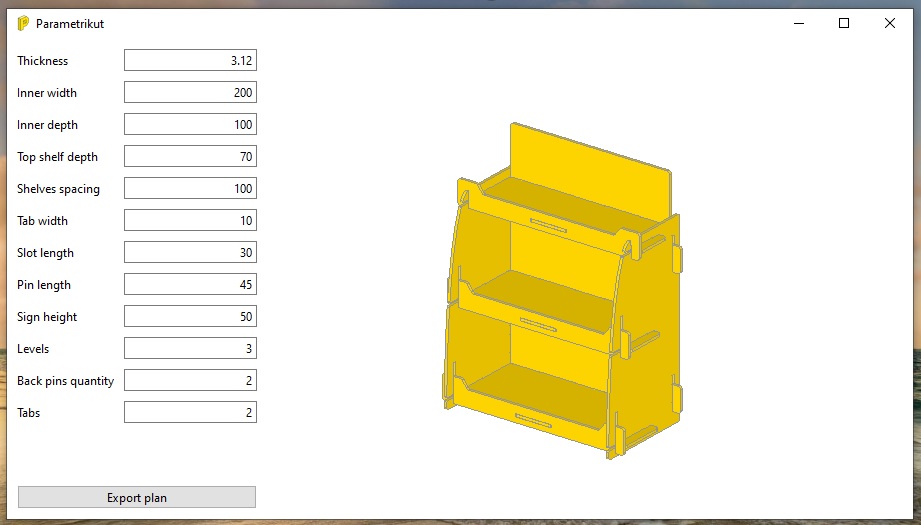 Parametrikut
Thickness 3.12
Inner width 200
Inner depth 100
Top shelf depth 70
Shelves spacing 100
Tab width 10
Slot length 30
Pin length 45
Sign height 50
Levels 3
Back pins quantity 2
Tabs 2
Export plan